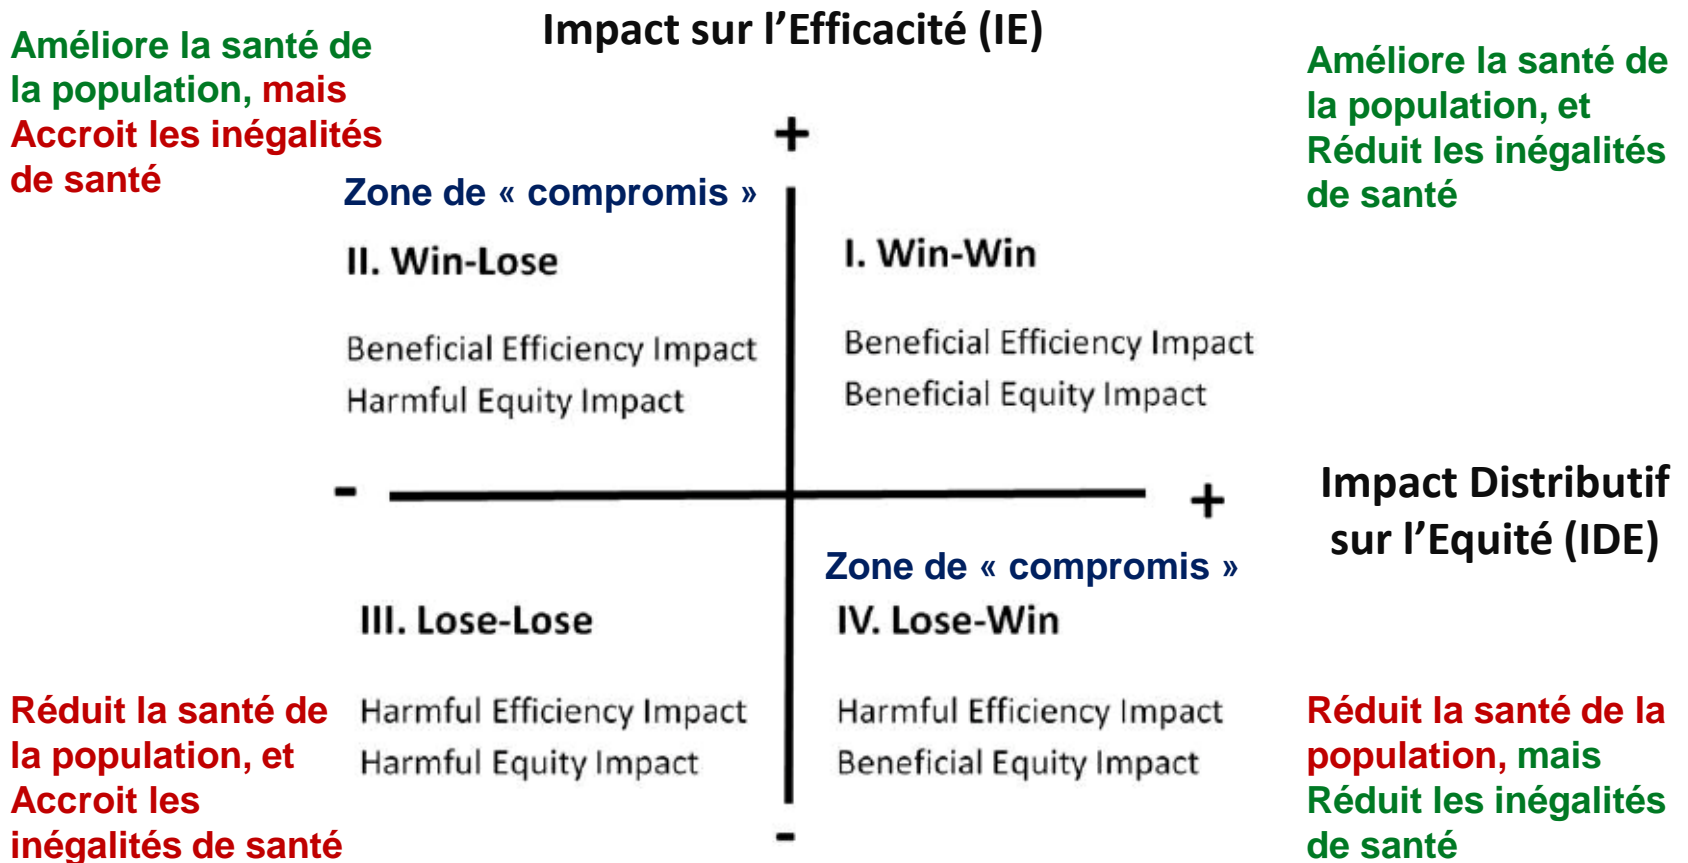 Impact sur l’Efficacité (IE)
Améliore la santé de
la population, mais
Accroit les inégalités
de santé
Améliore la santé de
la population, et
Réduit les inégalités
de santé
+
Zone de « compromis »
II. Win-Lose
Beneficial Efficiency Impact
Harmful Equity Impact
I. Win-Win
Beneficial Efficiency Impact
Beneficial Equity Impact
-
+
Impact Distributif
sur l’Equité (IDE)
Zone de « compromis »
III. Lose-Lose
Harmful Efficiency Impact
Harmful Equity Impact
IV. Lose-Win
Harmful Efficiency Impact
Beneficial Equity Impact
Réduit la santé de
la population, et
Accroit les
inégalités de santé
Réduit la santé de la
population, mais
Réduit les inégalités
de santé
-